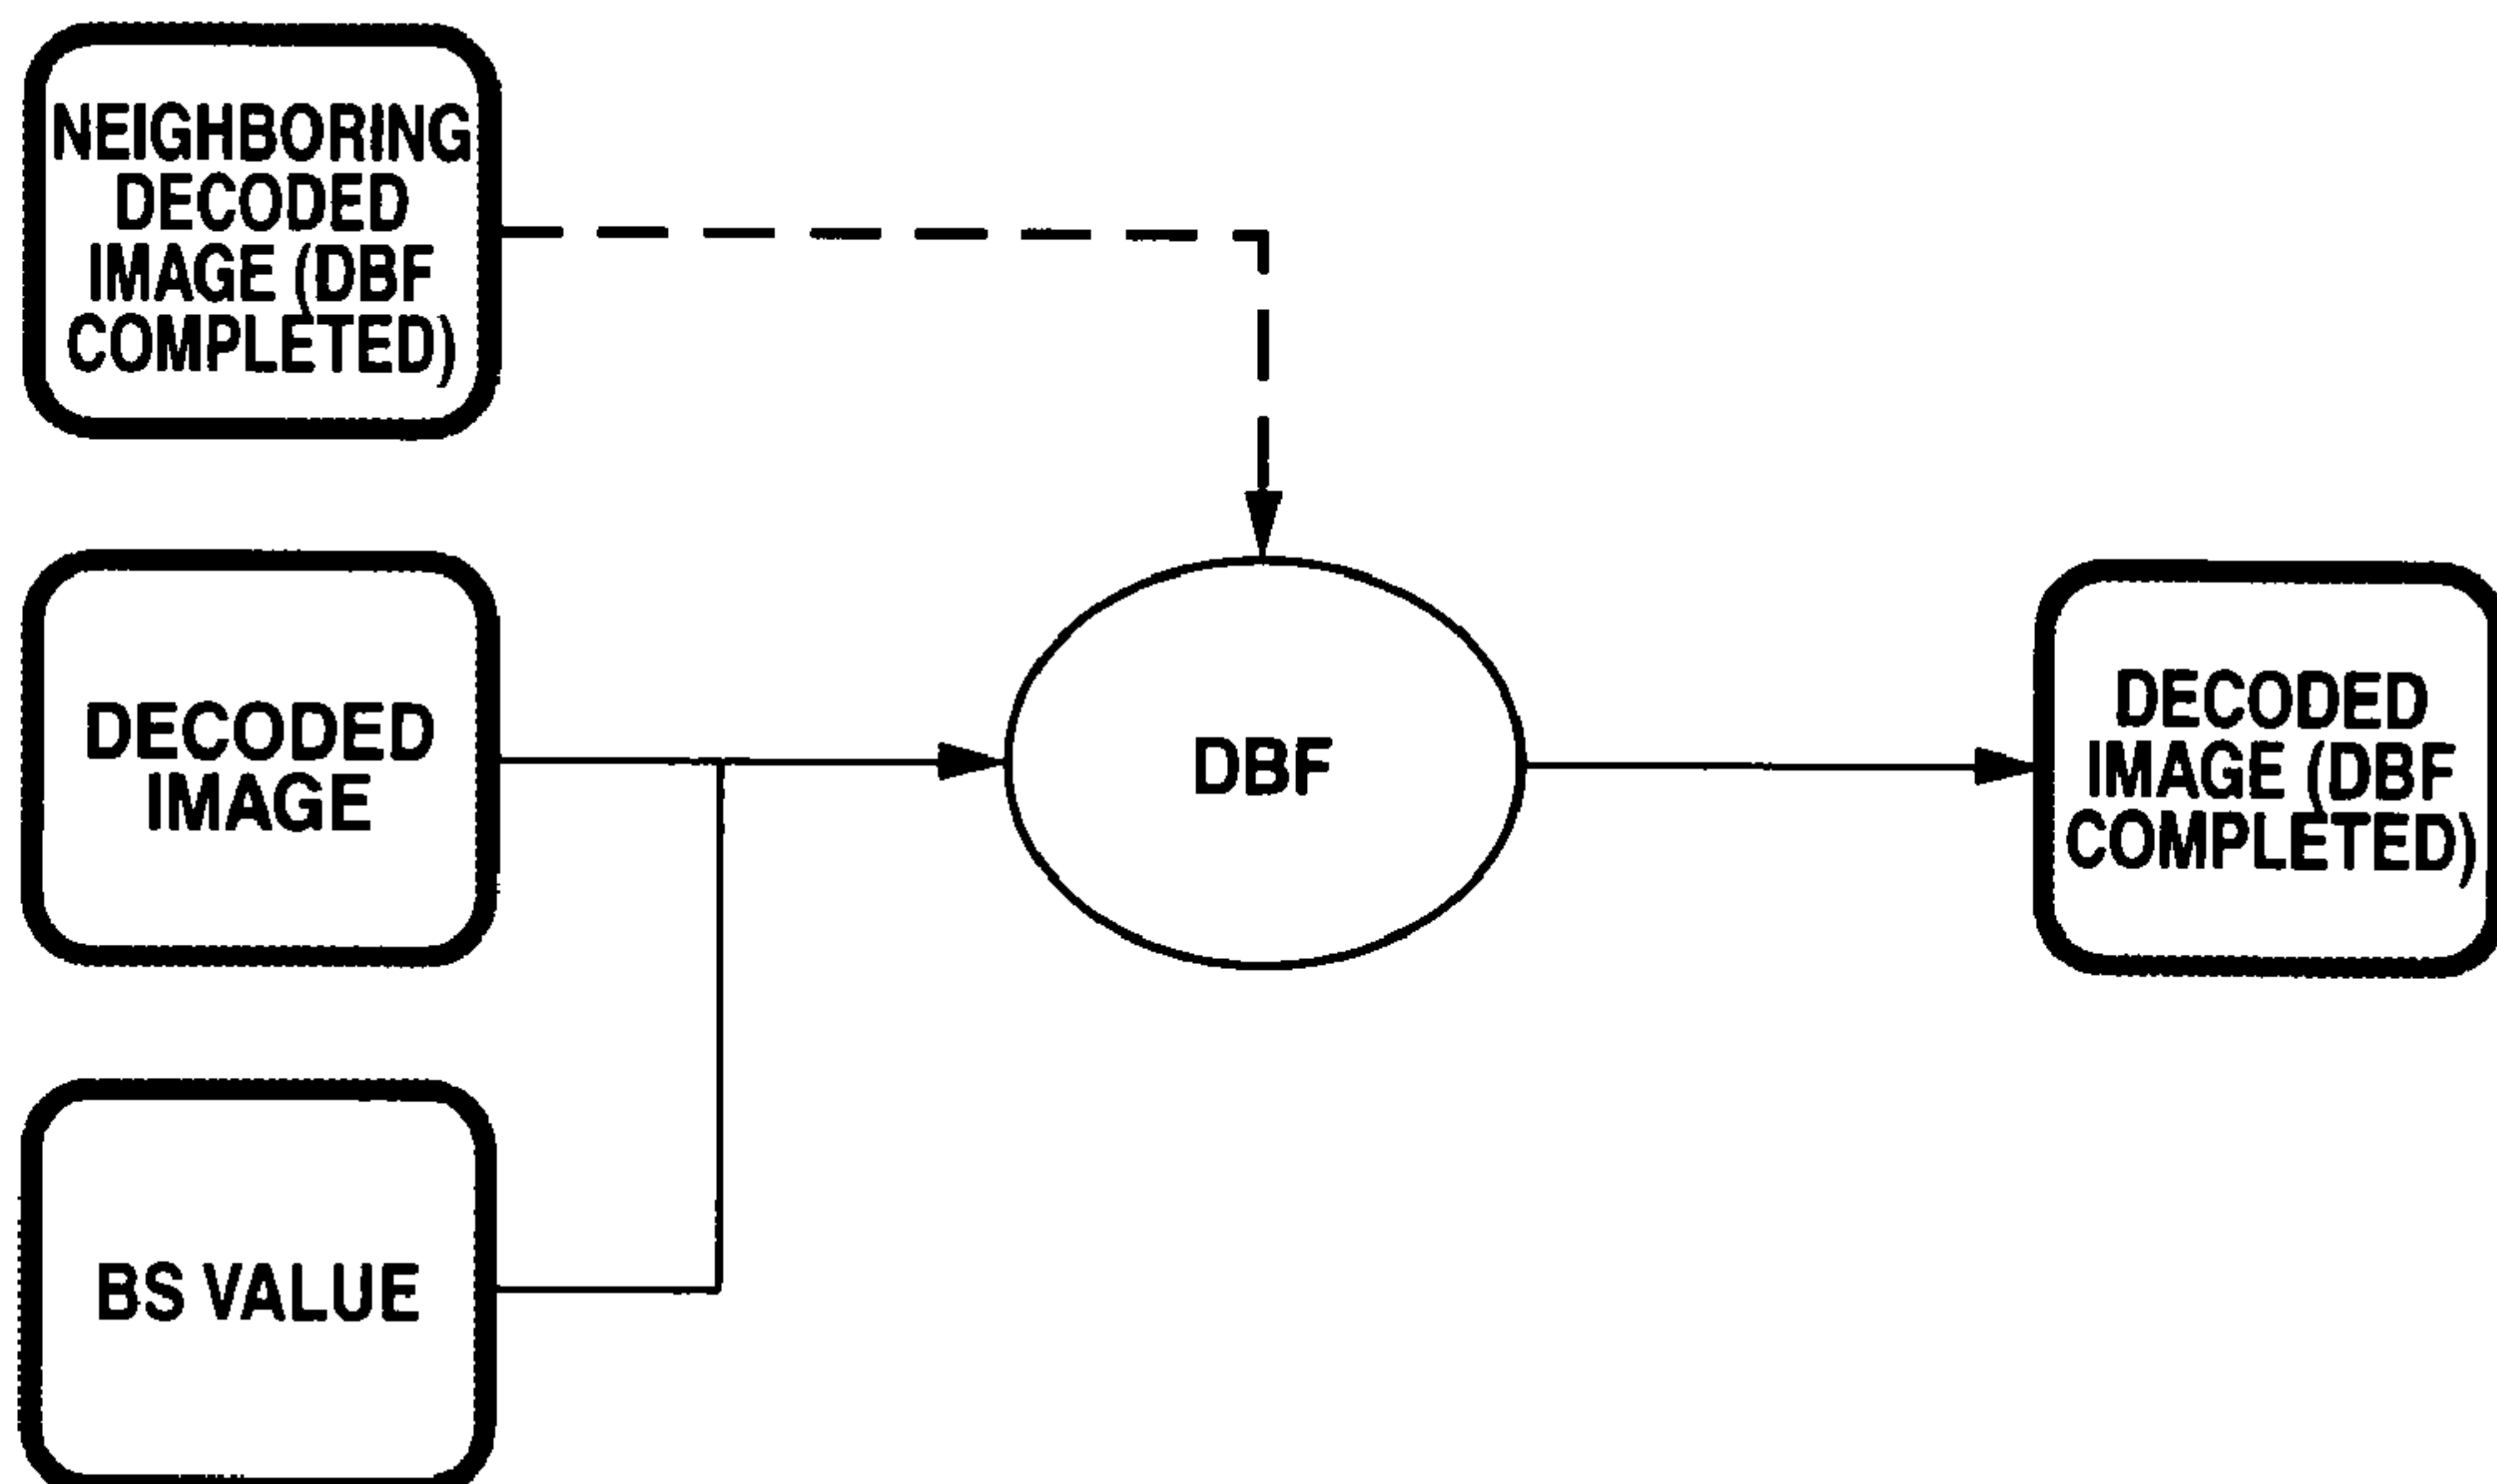 NEIGHBORING
DECODED
IMAGE (DBF
COMPLETED)
DECODED
IMAGE
DBF
DECODED
IMAGE (DBF
COMPLETED)
BS VALUE